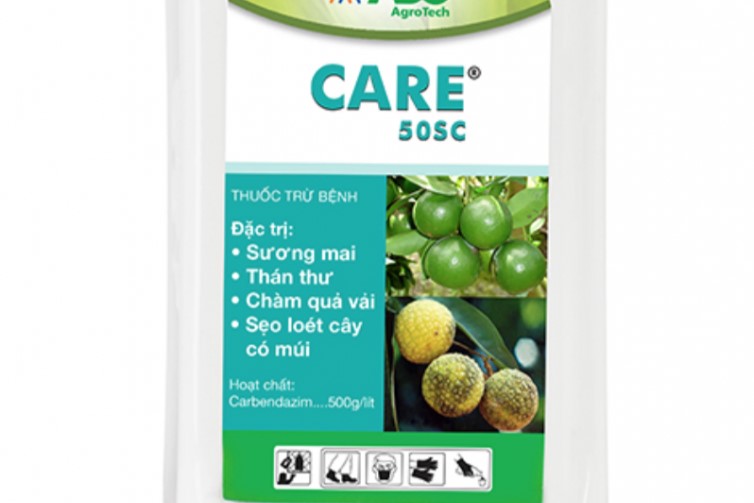 AgroTech
CARE®
50SC
THUỐC TRỪ BỆNH
Đặc trị:
• Sương mai
• Thán thư
• Chàm quả vải
• Sẹo loét cây
có múi
Hoạt chất:
Carbendazim....500g/lít